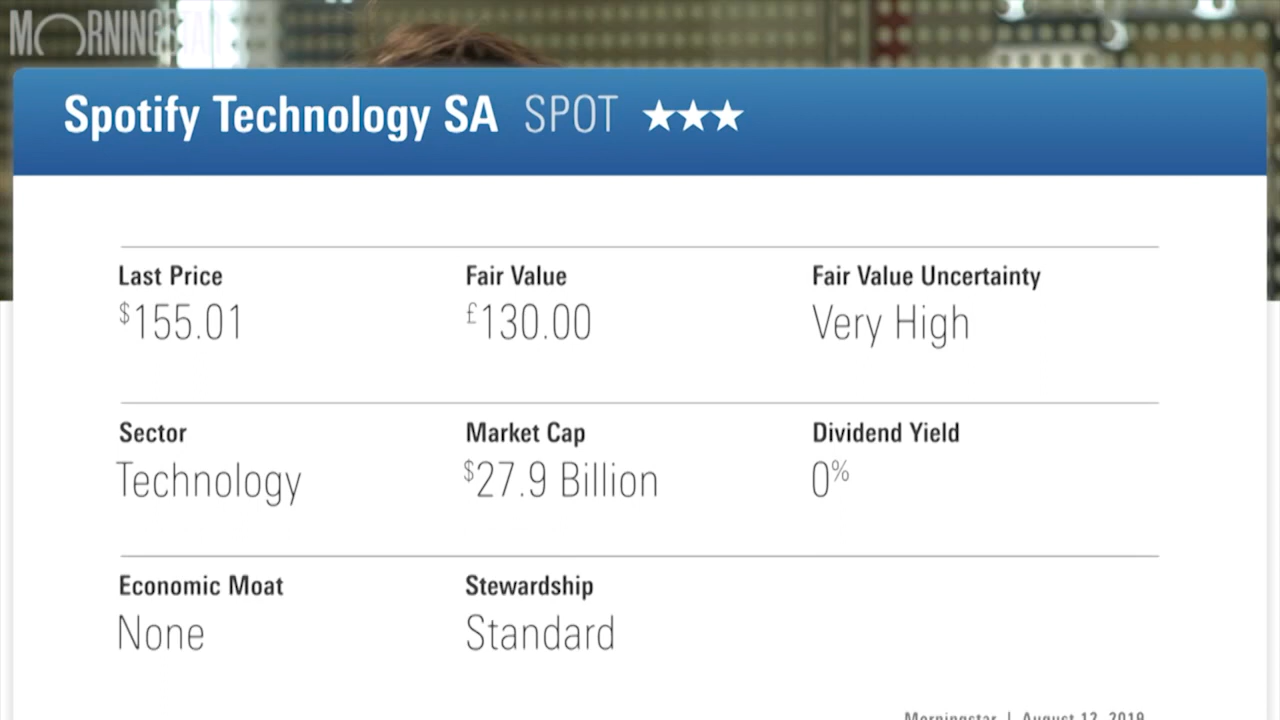 MORNINGSTAR
Spotify Technology SA SPOT ★★★
Last Price Fair Value Fair Value Uncertainty
$155.01 £130.00 Very High
Sector Market Cap Dividend Yield
Technology $27.9 Billion 0%
Economic Moat Stewardship
None Standard
Morningstar | August 12, 2019